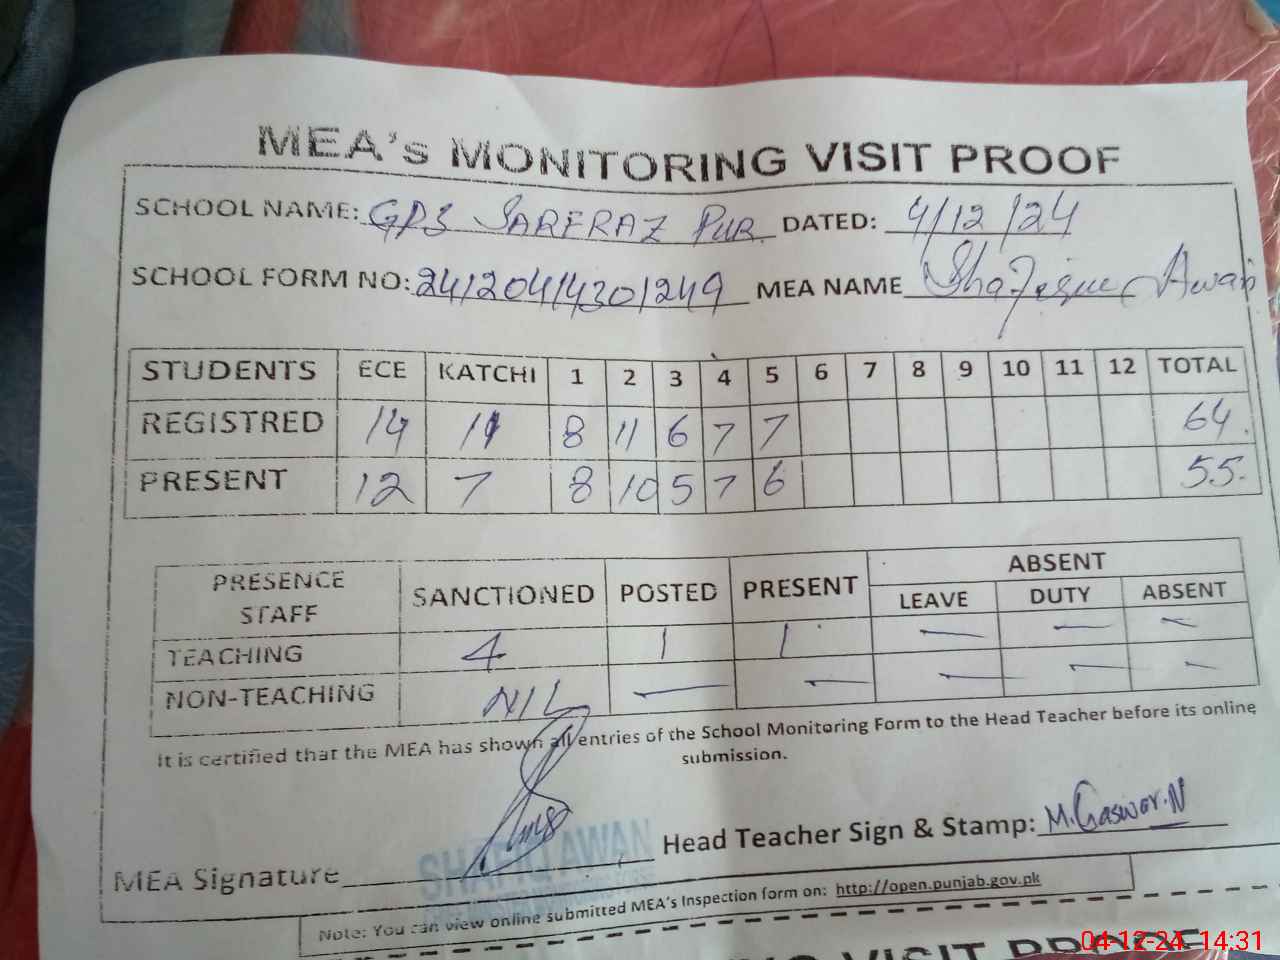 MEA's MONITORING VISIT PROOF
SCHOOL NAME: GPS SARFRAZ PUR DATED: 4/12/24
SCHOOL FORM NO: 24120414301249 MEA NAME Shafique Awan
STUDENTS ECE KATCHI 1 2 3 4 5 6 7 8 9 10 11 12 TOTAL
REGISTRED 14 11 8 11 6 7 7 64
PRESENT 12 7 8 10 5 7 6 55
PRESENCE STAFF SANCTIONED POSTED PRESENT ABSENT
LEAVE DUTY ABSENT
TEACHING 4 1 1 — — —
NON-TEACHING NIL — — — — —
It is certified that the MEA has shown all entries of the School Monitoring Form to the Head Teacher before its online
submission.
MEA Signature Head Teacher Sign & Stamp: M.
SHAFIQ AWAN
Note: You can view online submitted MEA's Inspection form on: http://open.punjab.gov.pk
VISIT PROOF
04-12-24 14:31